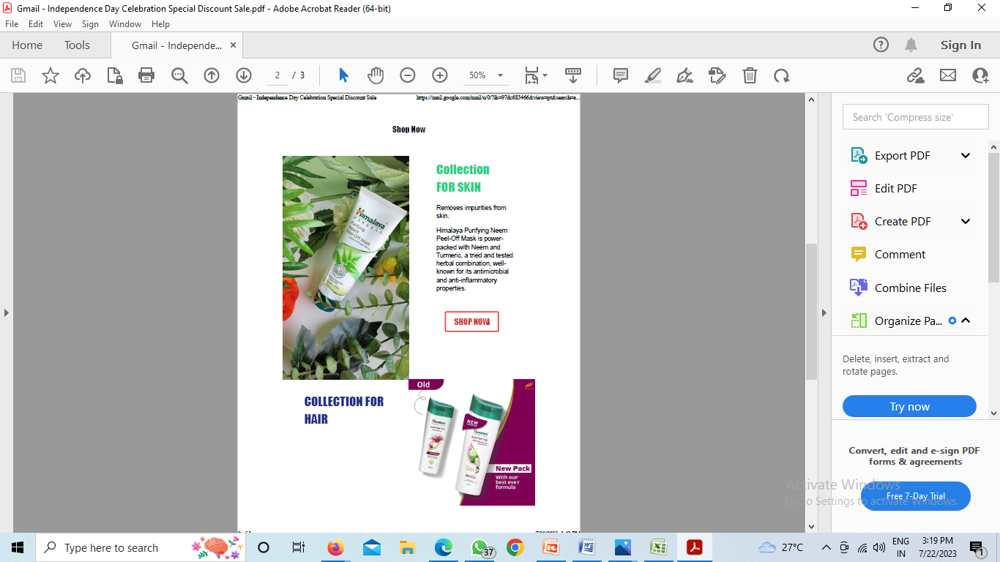 Gmail - Independence Day Celebration Special Discount Sale.pdf - Adobe Acrobat Reader (64-bit)
File Edit View Sign Window Help
Home Tools Gmail - Independe... × Sign In
2 / 3 50%
Gmail - Independence Day Celebration Special Discount Sale https://mail.google.com/mail/u/0/?ik=97dc683466&view=pt&search=a...
Shop Now
Himalaya
HERBALS
Purifying
Neem
Peel-Off Mask
Collection
FOR SKIN
Removes impurities from
skin.
Himalaya Purifying Neem
Peel-Off Mask is power-
packed with Neem and
Turmeric, a tried and tested
herbal combination, well-
known for its antimicrobial
and anti-inflammatory
properties.
SHOP NOW
COLLECTION FOR
HAIR
Old
Himalaya
Anti-Hair Fall
NEW
Himalaya
Anti-Hair Fall
New Pack
With our
best ever
formula
Search 'Compress size'
Export PDF
Edit PDF
Create PDF
Comment
Combine Files
Organize Pa...
Delete, insert, extract and
rotate pages.
Try now
Convert, edit and e-sign PDF
forms & agreements
Free 7-Day Trial
Activate Windows
Go to Settings to activate Windows.
Type here to search
37
27°C
ENG
IN
3:19 PM
7/22/2023
1